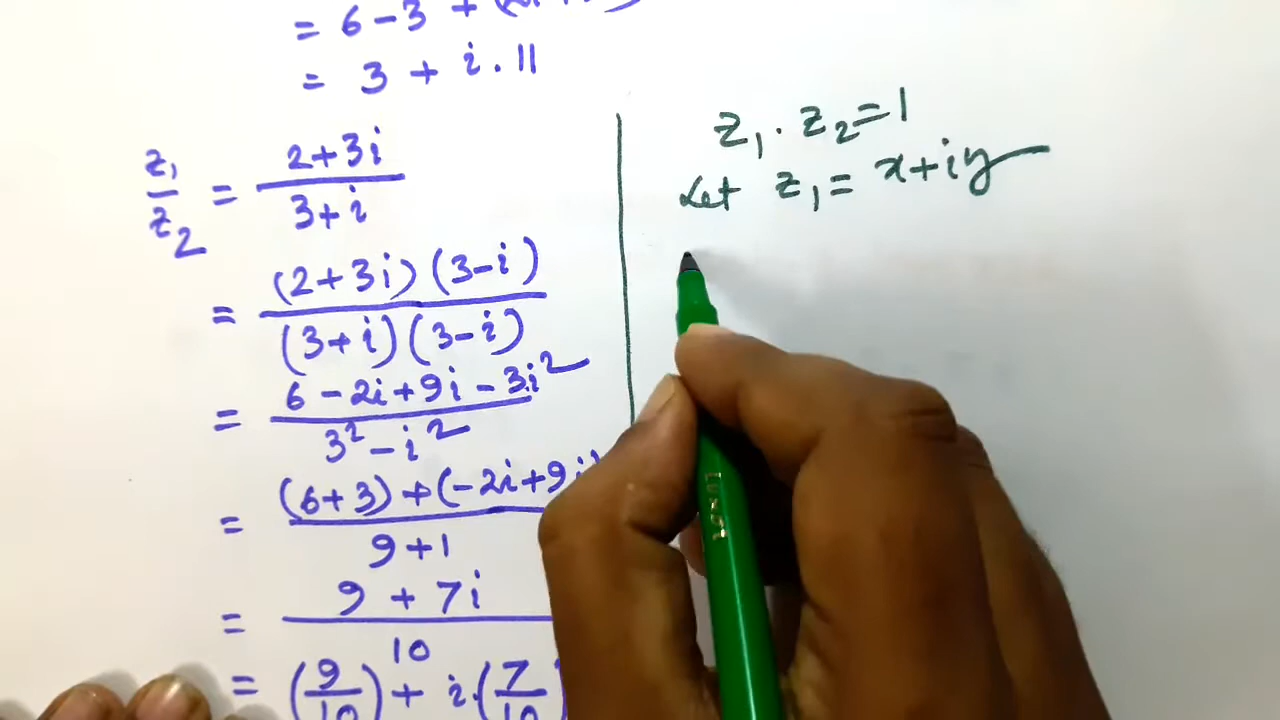 = 6-3 +
= 3 + i.11
z₁/z₂ = 2+3i / 3+i
= (2+3i)(3-i) / (3+i)(3-i)
= 6-2i+9i-3i² / 3²-i²
= (6+3)+(-2i+9i) / 9+1
= 9+7i / 10
= (9/10)+i.(7/10
z₁.z₂=1
Let z₁= x+iy
LUXOR